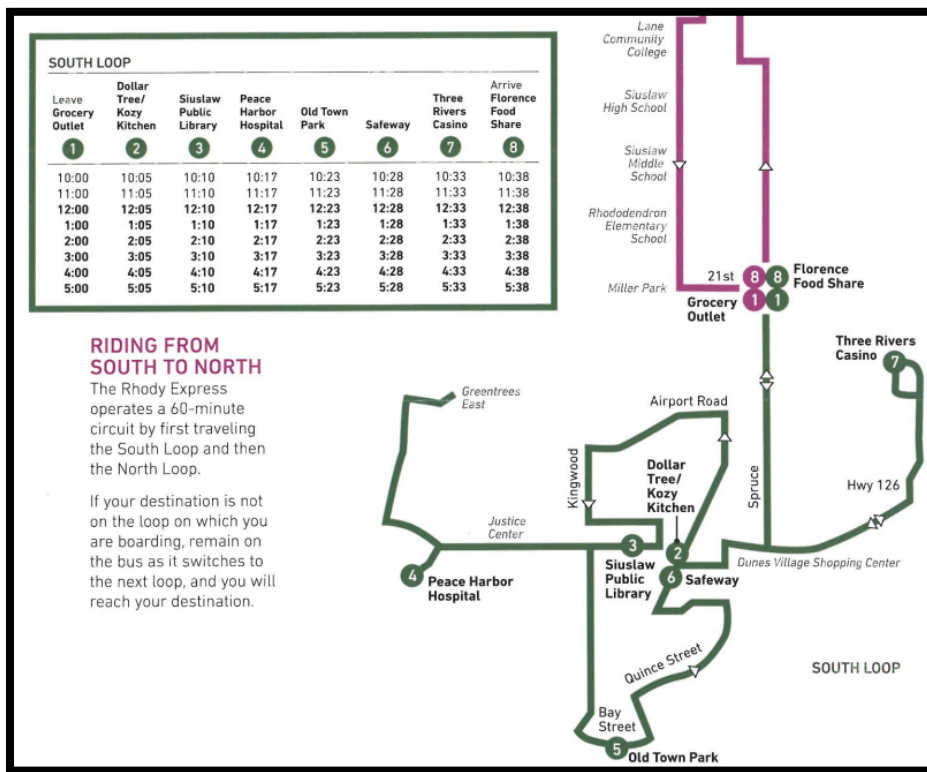 SOUTH LOOP
Leave Grocery Outlet
Dollar Tree/ Kozy Kitchen
Siuslaw Public Library
Peace Harbor Hospital
Old Town Park
Safeway
Three Rivers Casino
Arrive Florence Food Share
1 2 3 4 5 6 7 8
10:00 10:05 10:10 10:17 10:23 10:28 10:33 10:38
11:00 11:05 11:10 11:17 11:23 11:28 11:33 11:38
12:00 12:05 12:10 12:17 12:23 12:28 12:33 12:38
1:00 1:05 1:10 1:17 1:23 1:28 1:33 1:38
2:00 2:05 2:10 2:17 2:23 2:28 2:33 2:38
3:00 3:05 3:10 3:17 3:23 3:28 3:33 3:38
4:00 4:05 4:10 4:17 4:23 4:28 4:33 4:38
5:00 5:05 5:10 5:17 5:23 5:28 5:33 5:38
RIDING FROM
SOUTH TO NORTH
The Rhody Express
operates a 60-minute
circuit by first traveling
the South Loop and then
the North Loop.
If your destination is not
on the loop on which you
are boarding, remain on
the bus as it switches to
the next loop, and you will
reach your destination.
Lane
Community
College
Siuslaw
High School
Siuslaw
Middle
School
Rhododendron
Elementary
School
Miller Park
21st
8 8
1 1
Grocery
Outlet
Florence
Food Share
Three Rivers
Casino
7
Greentrees
East
Airport Road
Kingwood
Dollar
Tree/
Kozy
Kitchen
2
Spruce
Hwy 126
Justice
Center
3
Siuslaw
Public
Library
6
Safeway
Dunes Village Shopping Center
4
Peace Harbor
Hospital
Quince Street
SOUTH LOOP
Bay
Street
5
Old Town Park